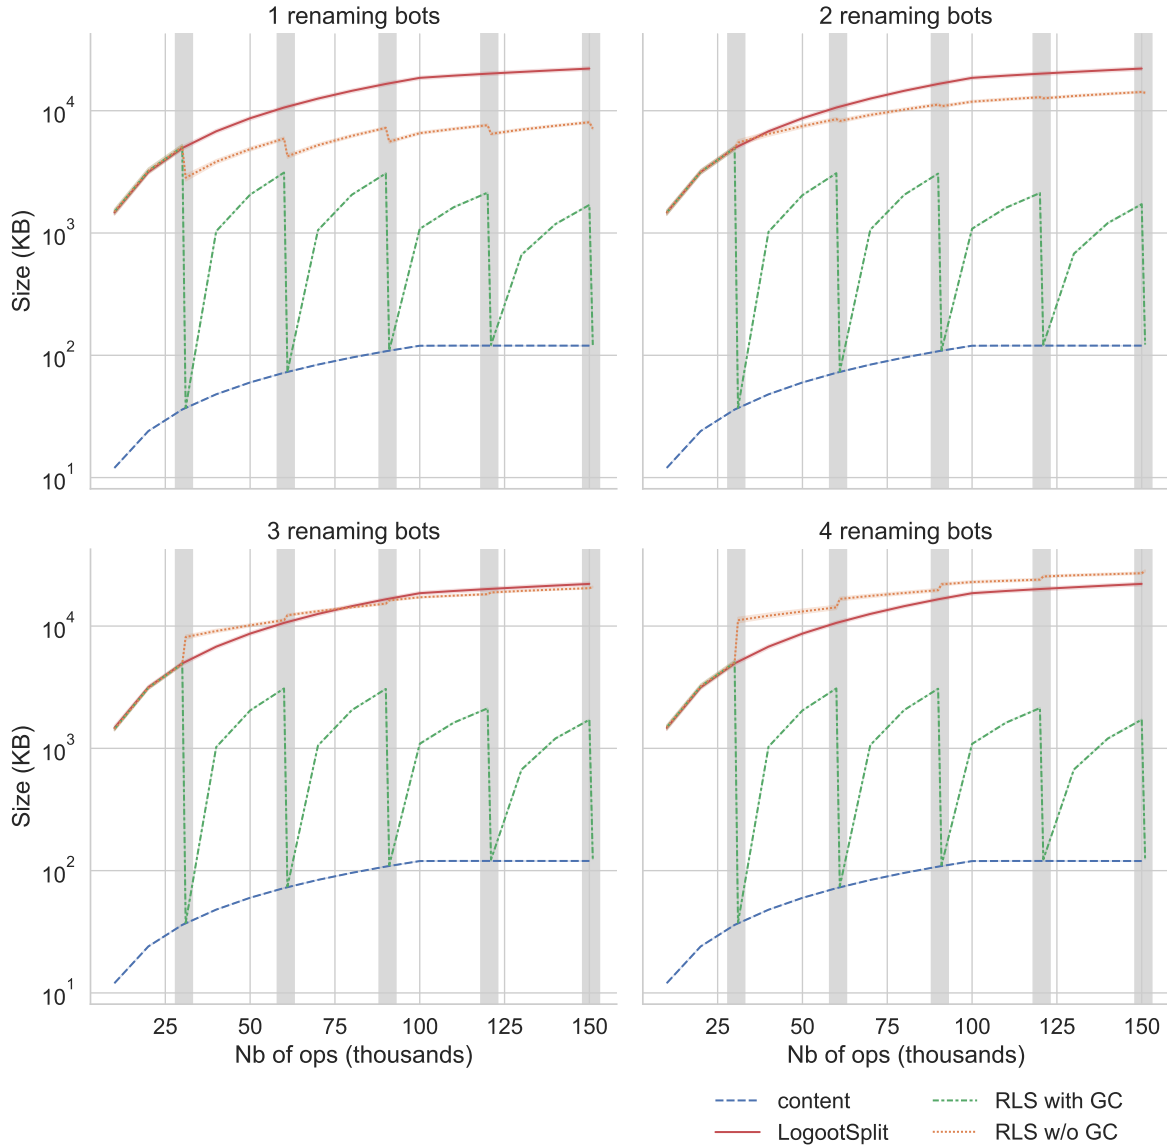 1 renaming bots
2 renaming bots
Size (KB)
10^4
10^3
10^2
10^1
3 renaming bots
4 renaming bots
Size (KB)
10^4
10^3
10^2
10^1
25 50 75 100 125 150
25 50 75 100 125 150
Nb of ops (thousands)
Nb of ops (thousands)
content
RLS with GC
LogootSplit
RLS w/o GC